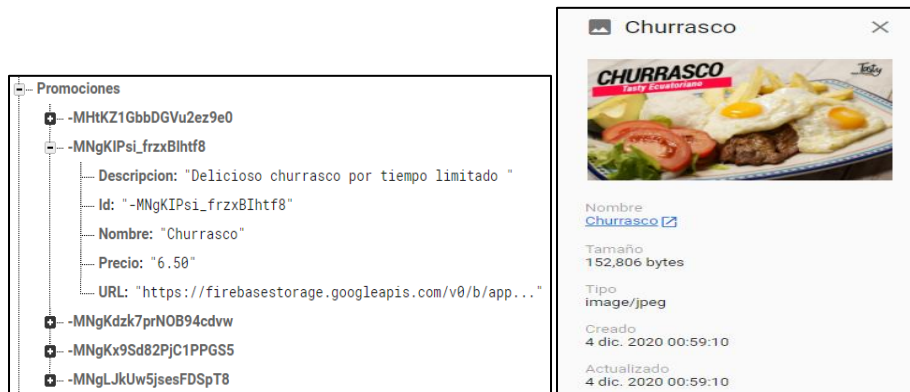 Promociones
-MHtKZ1GbbDGVu2ez9e0
-MNgKIPsi_frzxBIhtf8
Descripcion: "Delicioso churrasco por tiempo limitado "
Id: "-MNgKIPsi_frzxBIhtf8"
Nombre: "Churrasco"
Precio: "6.50"
URL: "https://firebasestorage.googleapis.com/v0/b/app..."
-MNgKdzk7prNOB94cdvw
-MNgKx9Sd82PjC1PPGS5
-MNgLJkUw5jsesFDSpT8
Churrasco
CHURRASCO
Tasty Ecuatoriano
Tasty
Nombre
Churrasco
Tamaño
152,806 bytes
Tipo
image/jpeg
Creado
4 dic. 2020 00:59:10
Actualizado
4 dic. 2020 00:59:10